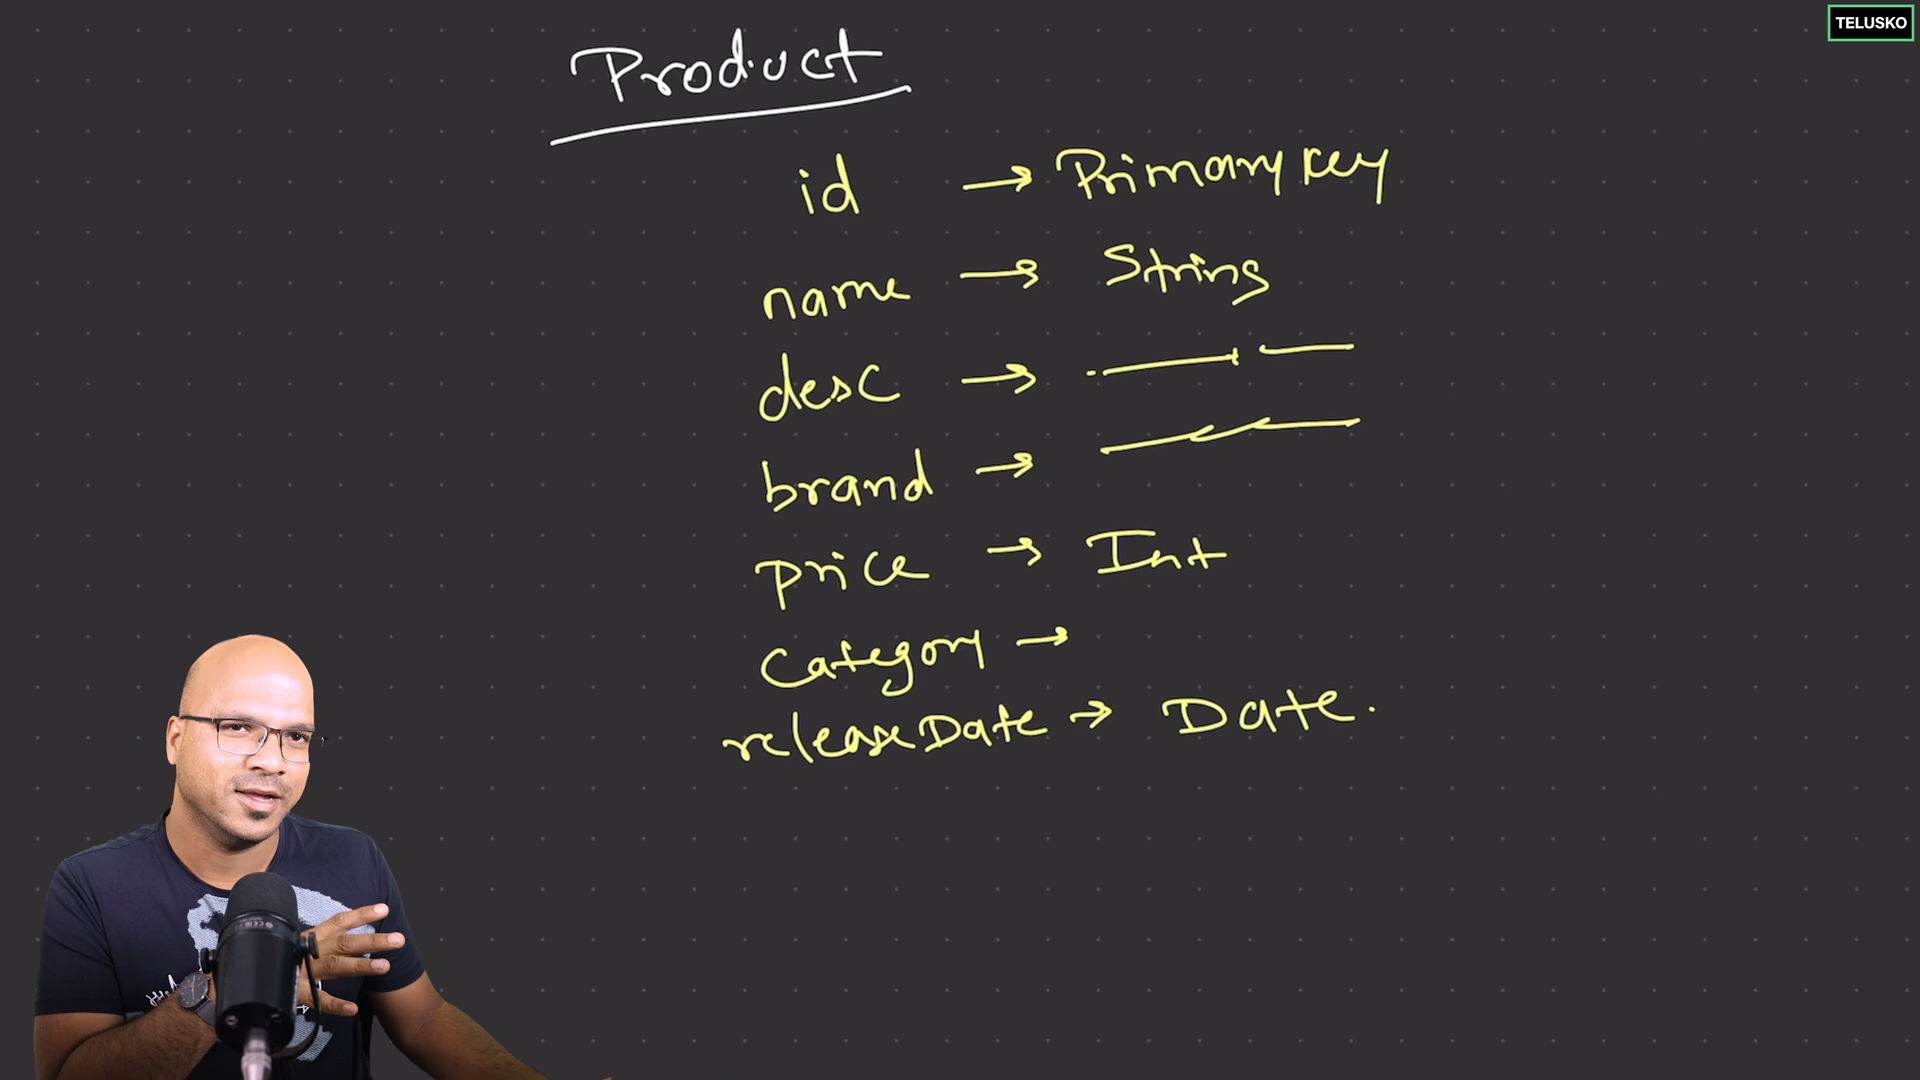 TELUSKO
Product
id → Primary Key
name → String
desc →
brand →
price → Int
Category →
releaseDate → Date.